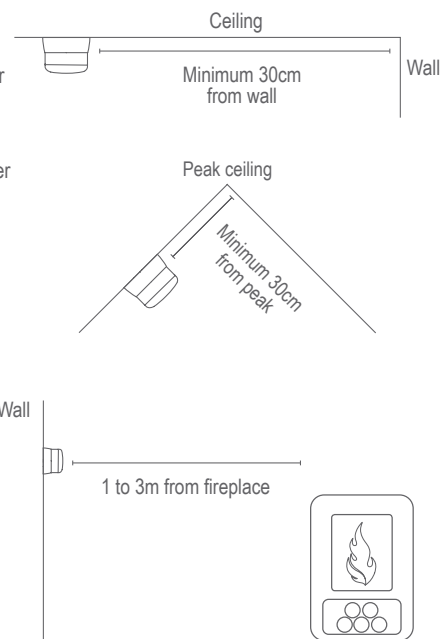 Ceiling
Wall
Minimum 30cm
from wall
Peak ceiling
Minimum 30cm
from peak
Wall
1 to 3m from fireplace